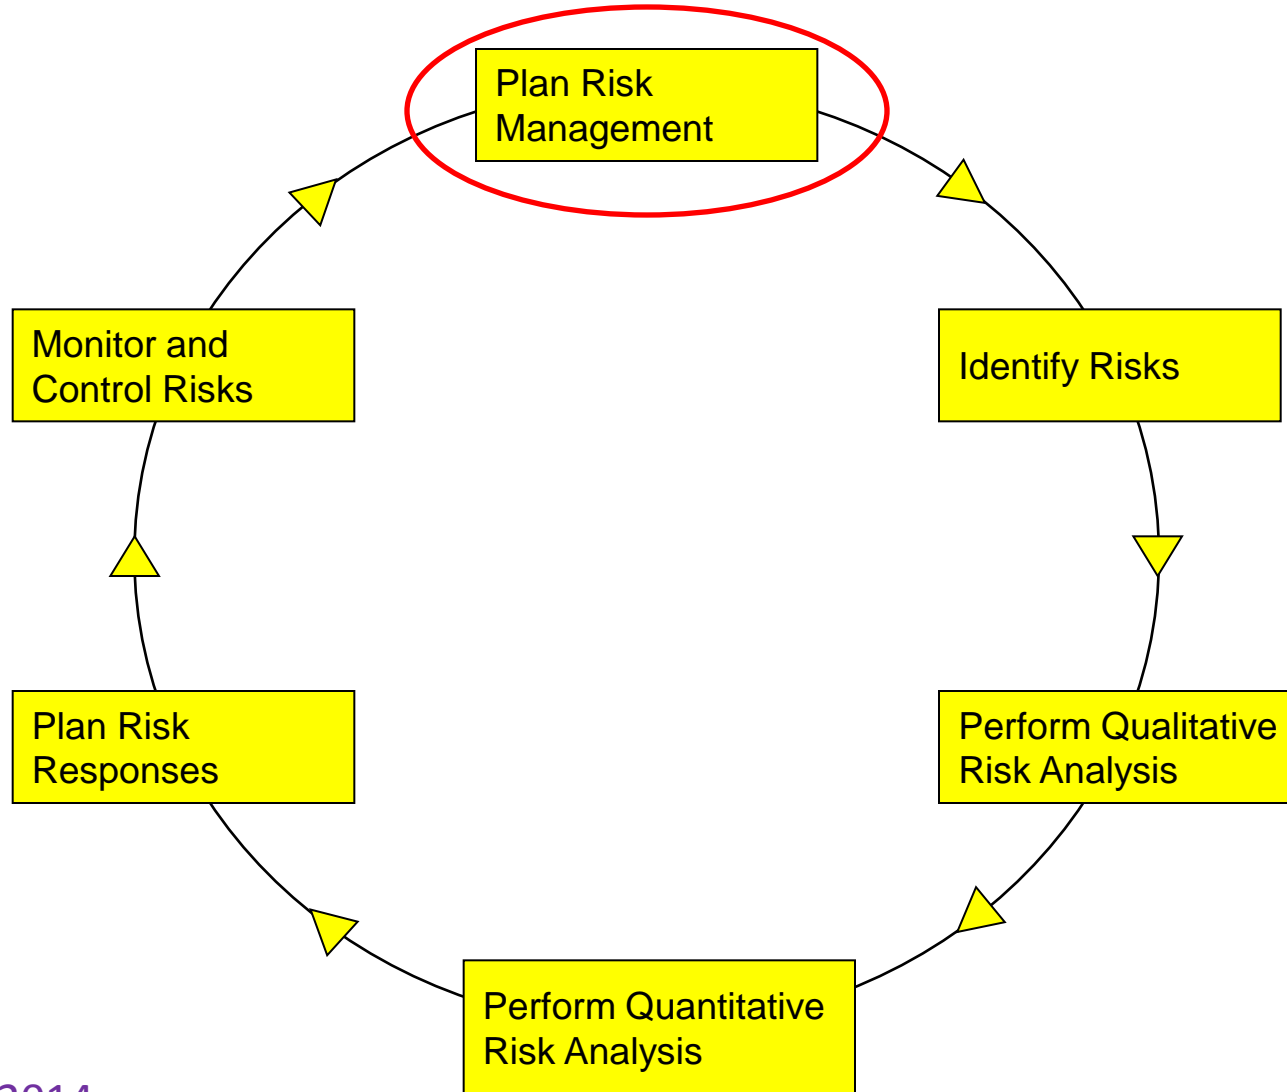 Plan Risk
Management
Monitor and
Control Risks
Identify Risks
Plan Risk
Responses
Perform Qualitative
Risk Analysis
Perform Quantitative
Risk Analysis
2014